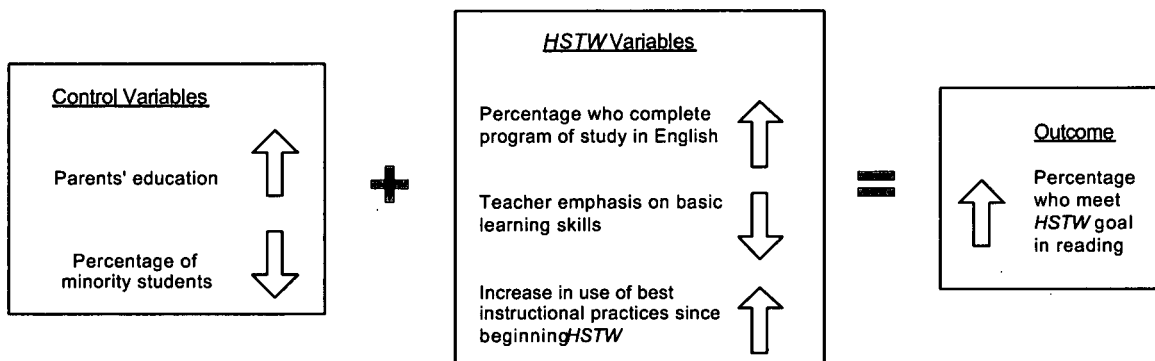 Control Variables
Parents' education
Percentage of
minority students
+
HSTW Variables
Percentage who complete
program of study in English
Teacher emphasis on basic
learning skills
Increase in use of best
instructional practices since
beginningHSTW
=
Outcome
Percentage
who meet
HSTW goal
in reading